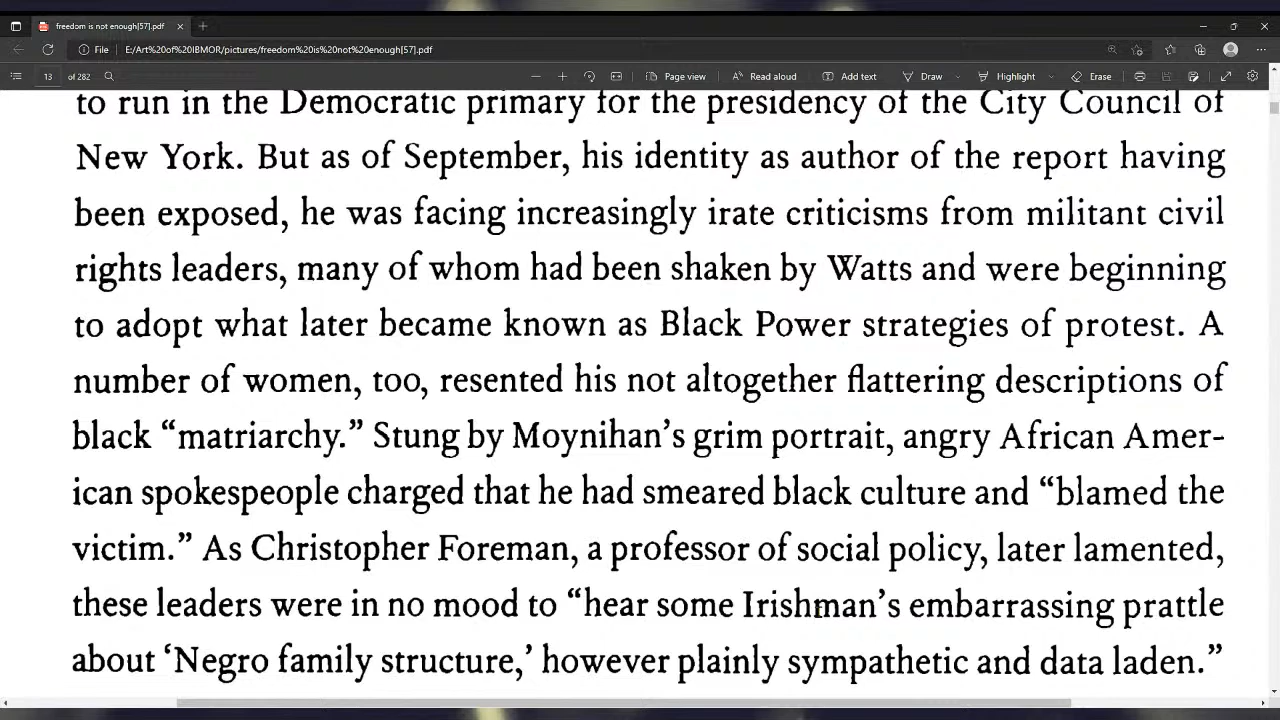 freedom is not enough[57].pdf
File
E:/Art%20of%20IBMOR/pictures/freedom%20is%20not%20enough[57].pdf
13 of 282
Page view
Read aloud
Add text
Draw
Highlight
Erase
to run in the Democratic primary for the presidency of the City Council of
New York. But as of September, his identity as author of the report having
been exposed, he was facing increasingly irate criticisms from militant civil
rights leaders, many of whom had been shaken by Watts and were beginning
to adopt what later became known as Black Power strategies of protest. A
number of women, too, resented his not altogether flattering descriptions of
black “matriarchy.” Stung by Moynihan’s grim portrait, angry African Amer-
ican spokespeople charged that he had smeared black culture and “blamed the
victim.” As Christopher Foreman, a professor of social policy, later lamented,
these leaders were in no mood to “hear some Irishman’s embarrassing prattle
about ‘Negro family structure,’ however plainly sympathetic and data laden.”